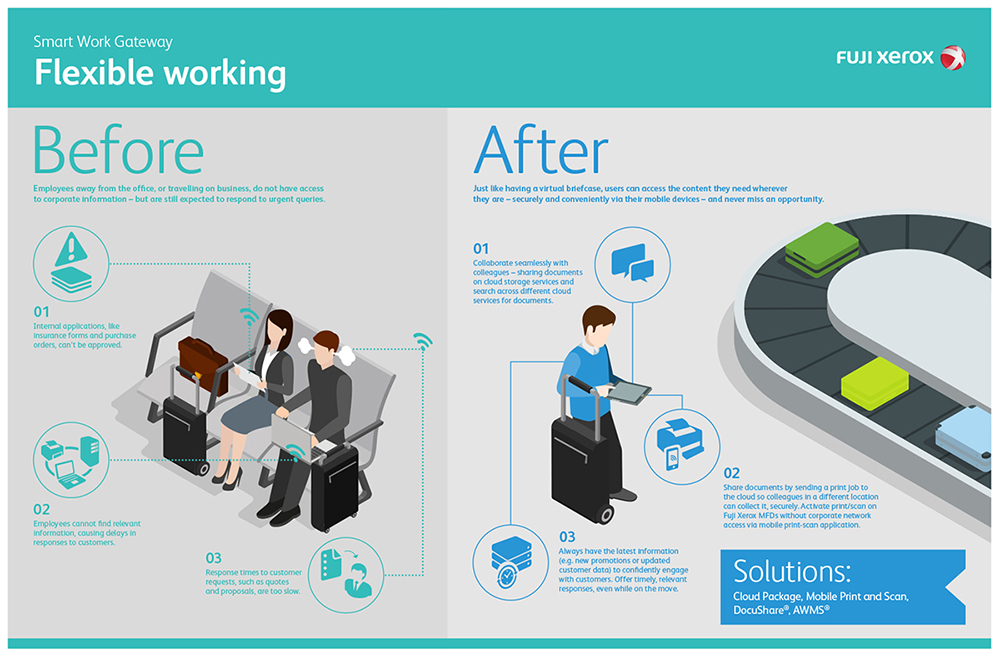 Smart Work Gateway
Flexible working
FUJI xerox
Before
Employees away from the office, or travelling on business, do not have access
to corporate information – but are still expected to respond to urgent queries.
01
Internal applications, like
insurance forms and purchase
orders, can't be approved.
02
Employees cannot find relevant
information, causing delays in
responses to customers.
03
Response times to customer
requests, such as quotes
and proposals, are too slow.
After
Just like having a virtual briefcase, users can access the content they need wherever
they are – securely and conveniently via their mobile devices – and never miss an opportunity.
01
Collaborate seamlessly with
colleagues – sharing documents
on cloud storage services and
search across different cloud
services for documents.
02
Share documents by sending a print job to
the cloud so colleagues in a different location
can collect it, securely. Activate print/scan on
Fuji Xerox MFDs without corporate network
access via mobile print-scan application.
03
Always have the latest information
(e.g. new promotions or updated
customer data) to confidently engage
with customers. Offer timely, relevant
responses, even while on the move.
Solutions:
Cloud Package, Mobile Print and Scan,
DocuShare®, AWMS®